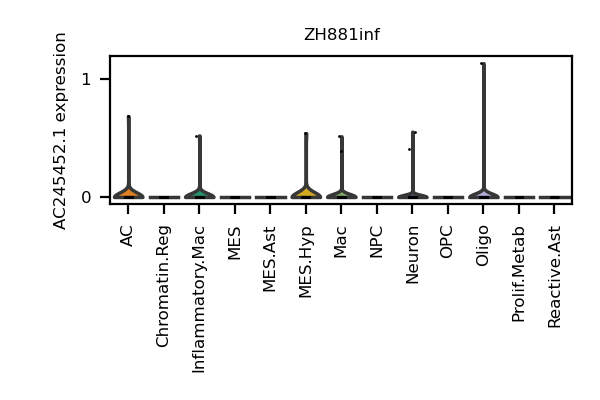 ZH881inf
AC245452.1 expression
1
0
AC
Chromatin.Reg
Inflammatory.Mac
MES
MES.Ast
MES.Hyp
Mac
NPC
Neuron
OPC
Oligo
Prolif.Metab
Reactive.Ast